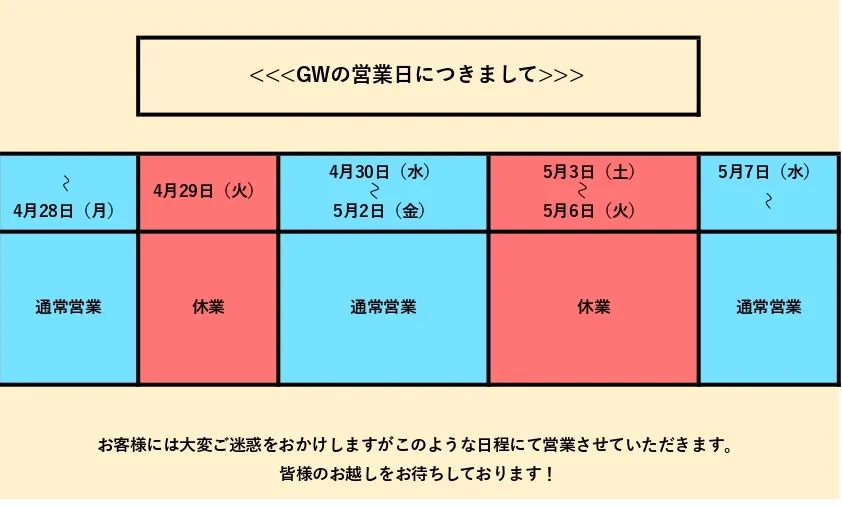 <<<GWの営業日につきまして>>>
～
4月28日（月）
4月29日（火）
4月30日（水）
～
5月2日（金）
5月3日（土）
～
5月6日（火）
5月7日（水）
～
通常営業
休業
通常営業
休業
通常営業
お客様には大変ご迷惑をおかけしますがこのような日程にて営業させていただきます。
皆様のお越しをお待ちしております！